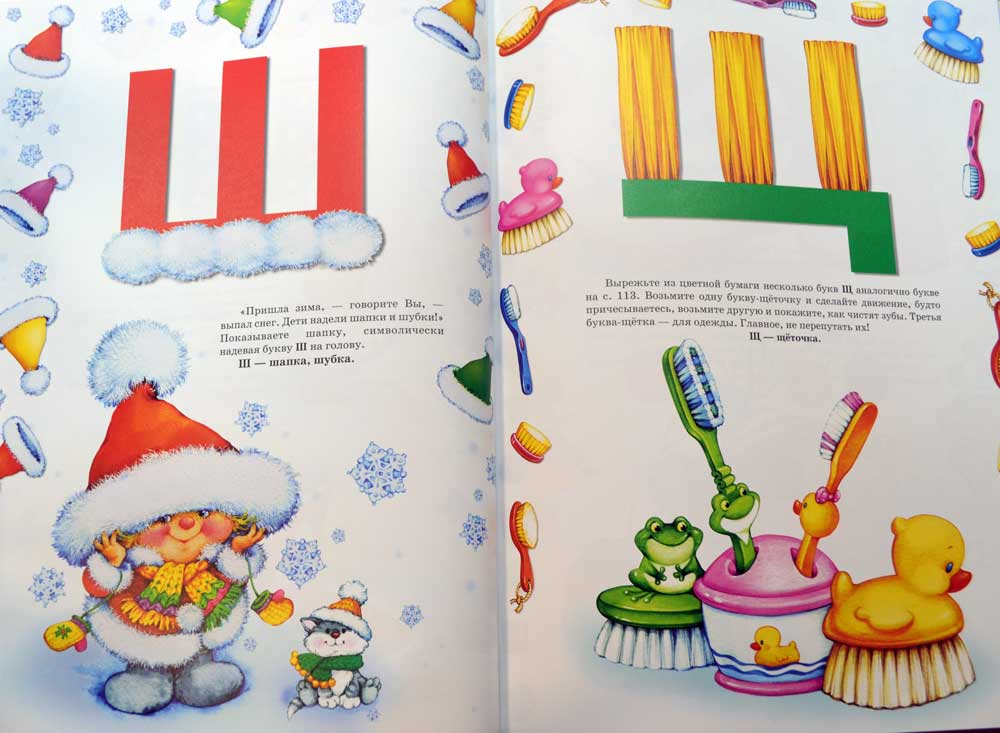 Ш
«Пришла зима, — говорите Вы, —
выпал снег. Дети надели шапки и шубки!»
Показываете шапку, символически
надевая букву Ш на голову.
Ш — шапка, шубка.
Щ
Вырежьте из цветной бумаги несколько букв Щ аналогично букве
на с. 113. Возьмите одну букву-щёточку и сделайте движение, будто
причесываетесь, возьмите другую и покажите, как чистят зубы. Третья
буква-щётка — для одежды. Главное, не перепутать их!
Щ — щёточка.